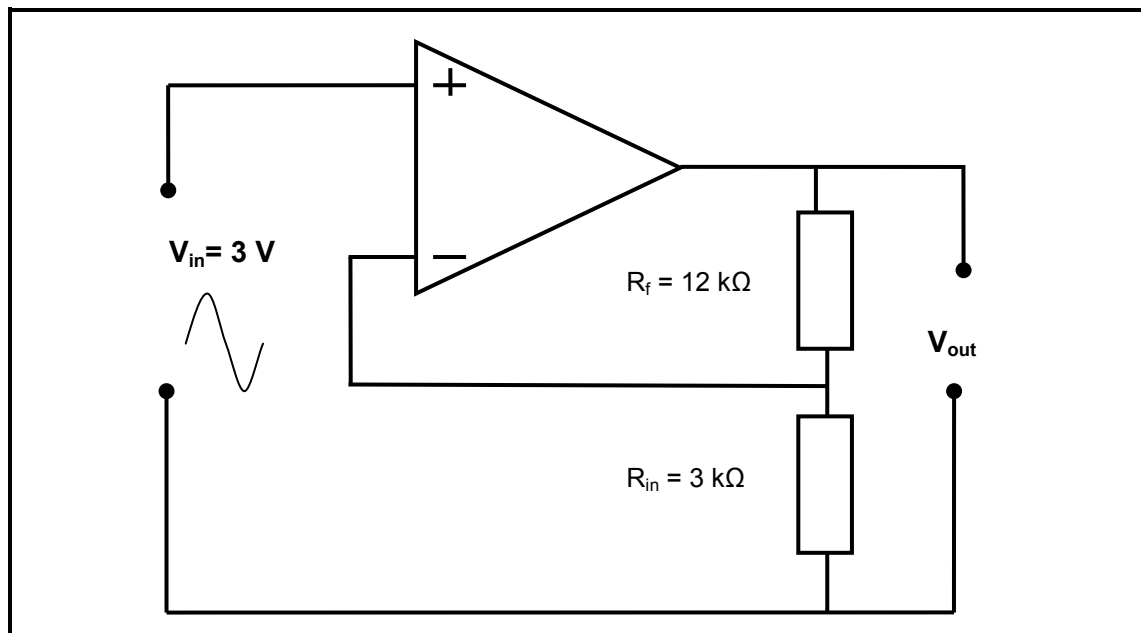 +
−
V_in= 3 V
R_f = 12 kΩ
V_out
R_in = 3 kΩ